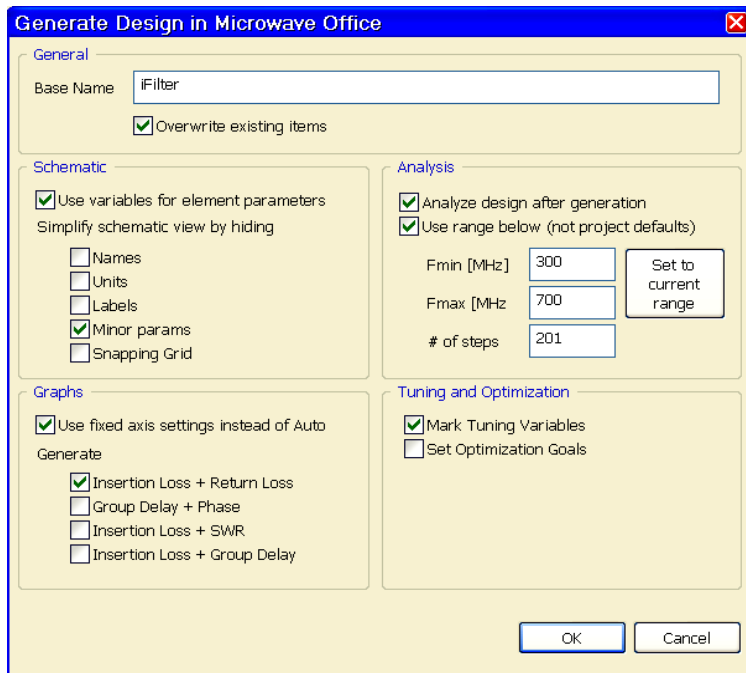 Generate Design in Microwave Office
General
Base Name
iFilter
Overwrite existing items
Schematic
Use variables for element parameters
Simplify schematic view by hiding
Names
Units
Labels
Minor params
Snapping Grid
Analysis
Analyze design after generation
Use range below (not project defaults)
Fmin [MHz]
300
Fmax [MHz
700
# of steps
201
Set to
current
range
Graphs
Use fixed axis settings instead of Auto
Generate
Insertion Loss + Return Loss
Group Delay + Phase
Insertion Loss + SWR
Insertion Loss + Group Delay
Tuning and Optimization
Mark Tuning Variables
Set Optimization Goals
OK
Cancel